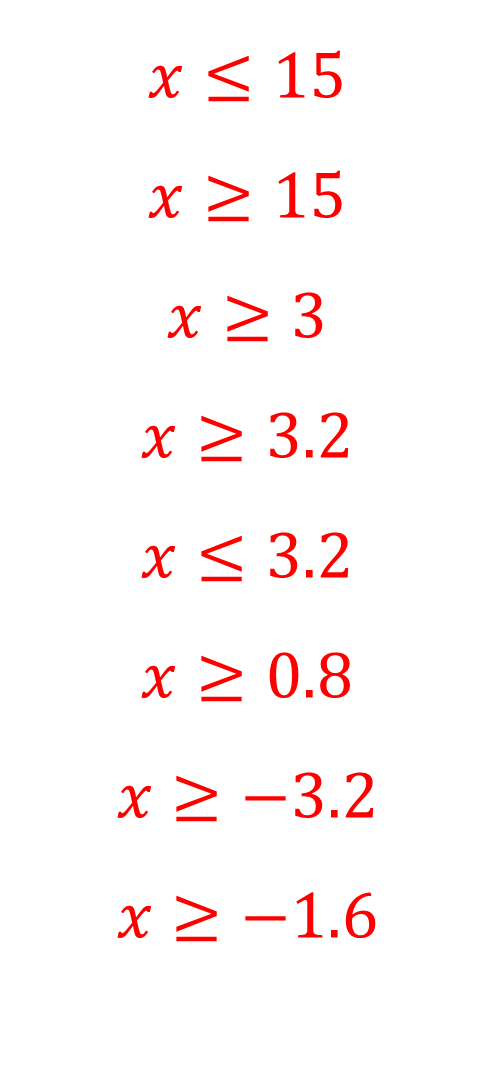 x ≤ 15
x ≥ 15
x ≥ 3
x ≥ 3.2
x ≤ 3.2
x ≥ 0.8
x ≥ −3.2
x ≥ −1.6